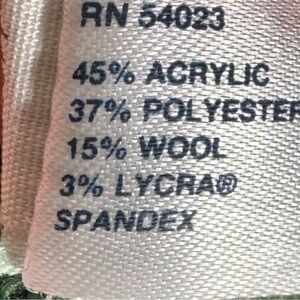 RN 54023
45% ACRYLIC
37% POLYESTER
15% WOOL
3% LYCRA®
SPANDEX